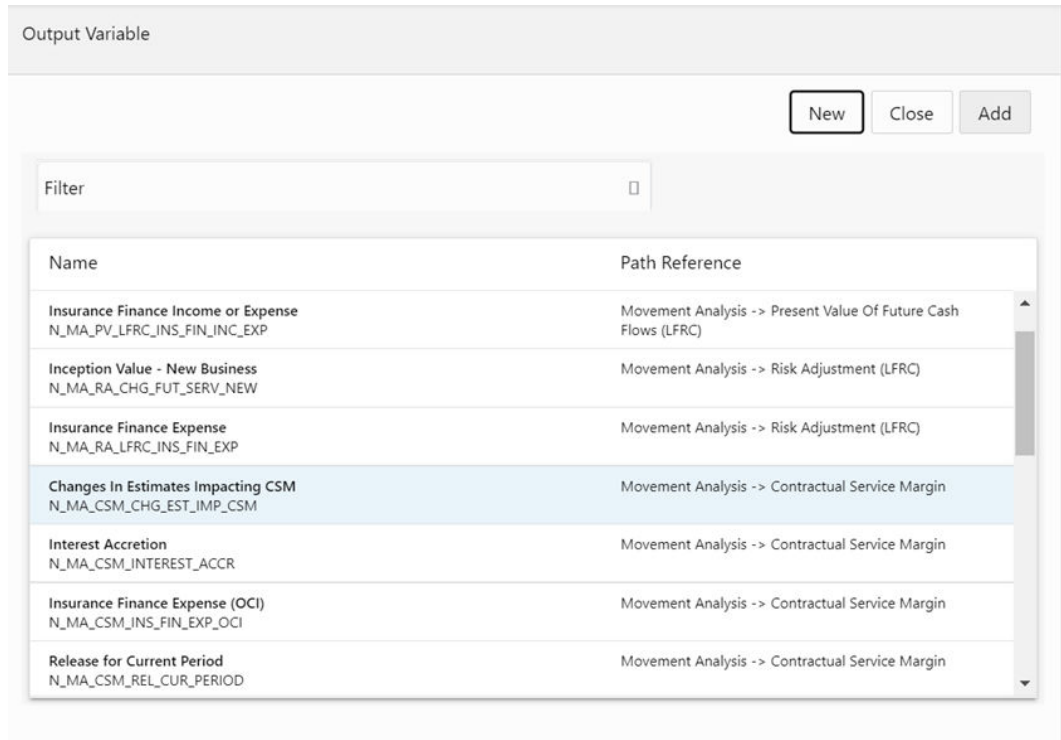 Output Variable
New Close Add
Filter
Name Path Reference
Insurance Finance Income or Expense Movement Analysis -> Present Value Of Future Cash
N_MA_PV_LFRC_INS_FIN_INC_EXP Flows (LFRC)
Inception Value - New Business Movement Analysis -> Risk Adjustment (LFRC)
N_MA_RA_CHG_FUT_SERV_NEW
Insurance Finance Expense Movement Analysis -> Risk Adjustment (LFRC)
N_MA_RA_LFRC_INS_FIN_EXP
Changes In Estimates Impacting CSM Movement Analysis -> Contractual Service Margin
N_MA_CSM_CHG_EST_IMP_CSM
Interest Accretion Movement Analysis -> Contractual Service Margin
N_MA_CSM_INTEREST_ACCR
Insurance Finance Expense (OCI) Movement Analysis -> Contractual Service Margin
N_MA_CSM_INS_FIN_EXP_OCI
Release for Current Period Movement Analysis -> Contractual Service Margin
N_MA_CSM_REL_CUR_PERIOD